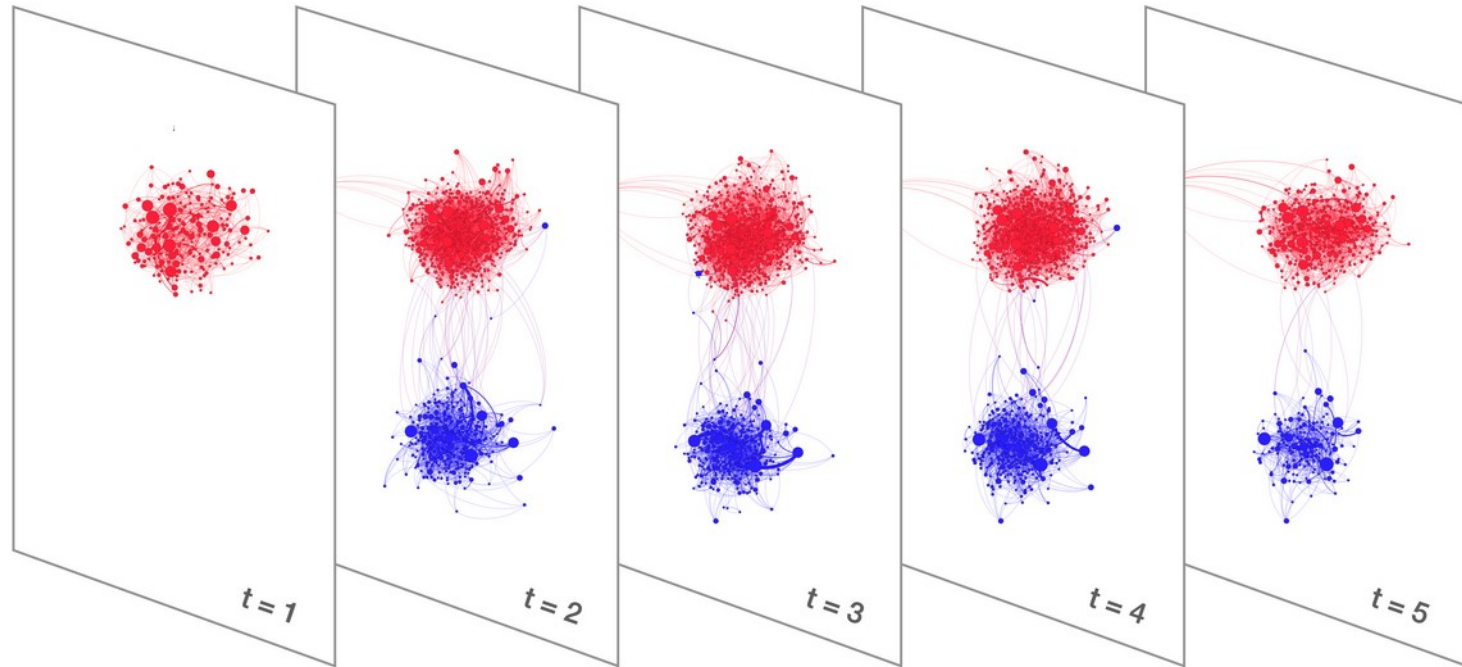 t = 1
t = 2
t = 3
t = 4
t = 5